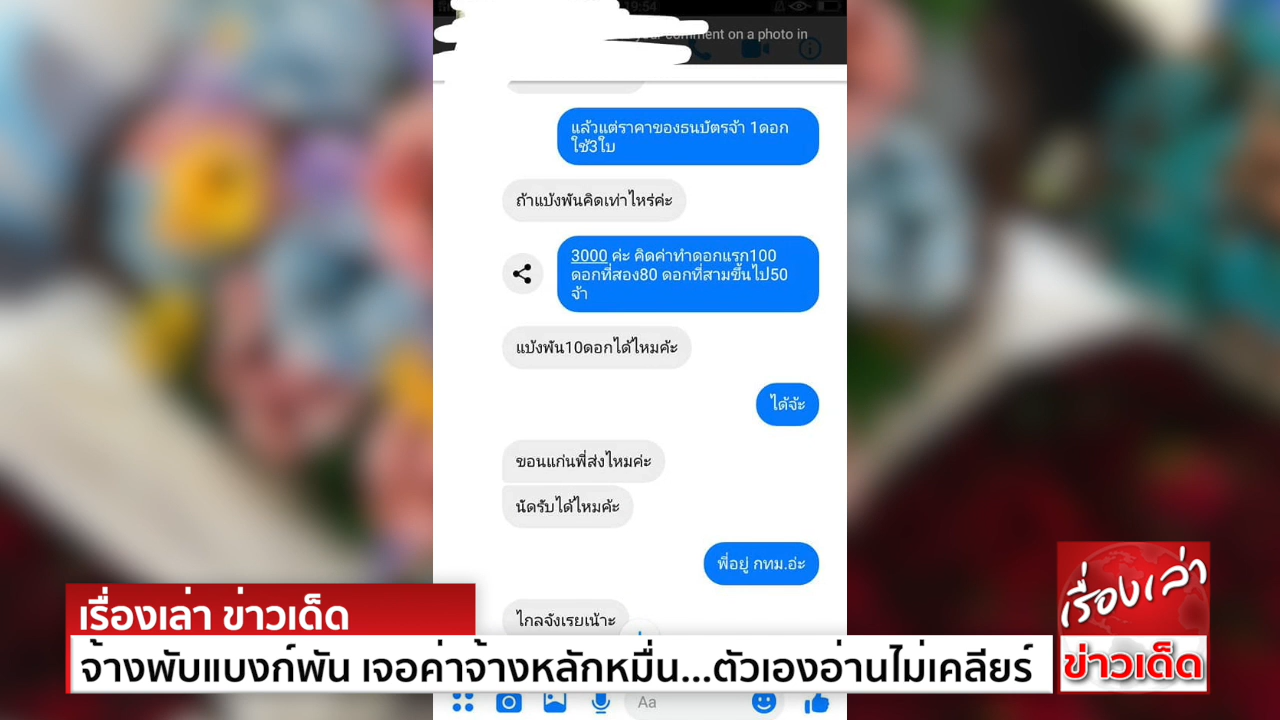 19:54
comment on a photo in
แล้วแต่ราคาของธนบัตรจ้า 1ดอก
ใช้3ใบ
ถ้าแบ้งพันคิดเท่าไหร่ค่ะ
3000 ค่ะ คิดค่าทำดอกแรก100
ดอกที่สอง80 ดอกที่สามขึ้นไป50
จ้า
แบ้งพัน10ดอกได้ไหมค้ะ
ได้จ้ะ
ขอนแก่นพี่ส่งไหมค่ะ
นัดรับได้ไหมค้ะ
พี่อยู่ กทม.อ่ะ
ไกลจังเรยเน้าะ
เรื่องเล่า ข่าวเด็ด
จ้างพับแบงก์พัน เจอค่าจ้างหลักหมื่น...ตัวเองอ่านไม่เคลียร์
Aa
เรื่องเล่า
ข่าวเด็ด